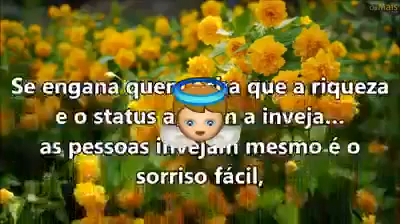 Se engana quem que a riqueza
e o status a inveja...
as pessoas invejam mesmo é o
sorriso fácil,